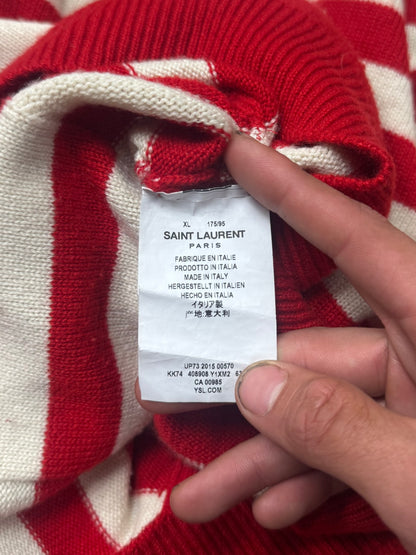 XL 175/95
SAINT LAURENT
PARIS
FABRIQUE EN ITALIE
PRODOTTO IN ITALIA
MADE IN ITALY
HERGESTELLT IN ITALIEN
HECHO EN ITALIA
イタリア製
产地:意大利
UP73 2015 00570
KK74 408908 Y1XM2
CA 00985
YSL.COM